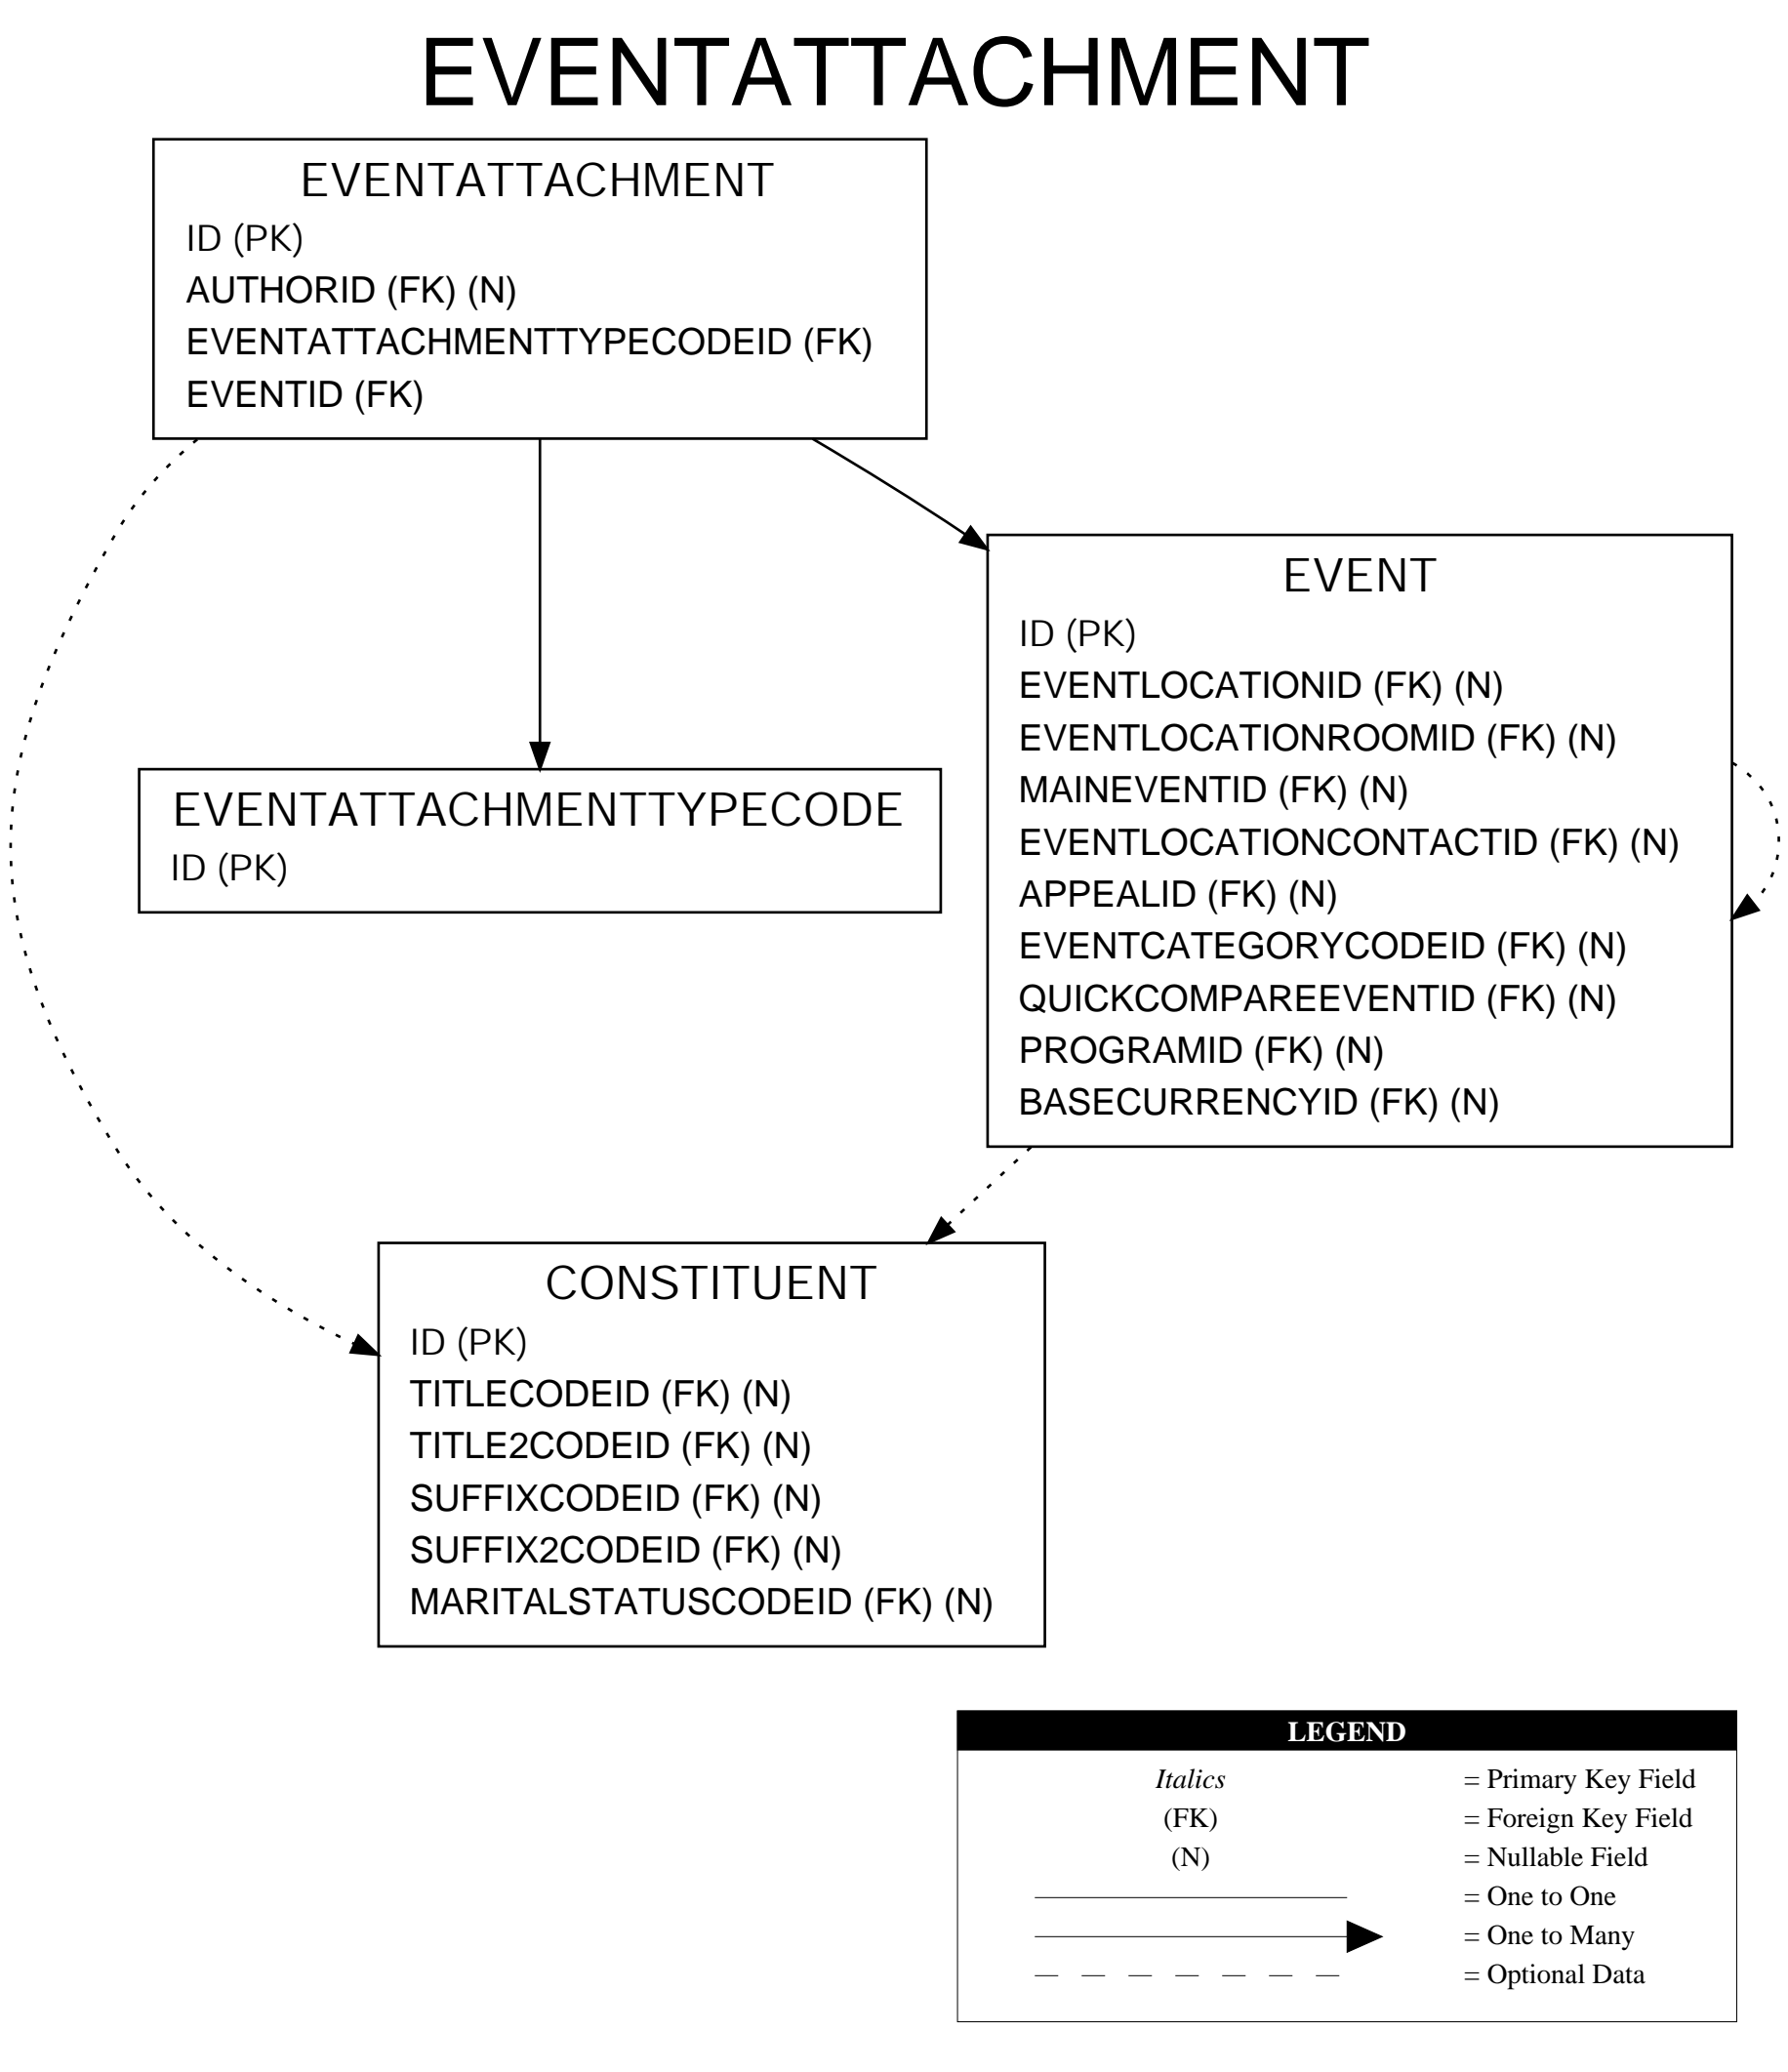 EVENTATTACHMENT
EVENTATTACHMENT
ID (PK)
AUTHORID (FK) (N)
EVENTATTACHMENTTYPECODEID (FK)
EVENTID (FK)
EVENT
ID (PK)
EVENTLOCATIONID (FK) (N)
EVENTLOCATIONROOMID (FK) (N)
MAINEVENTID (FK) (N)
EVENTLOCATIONCONTACTID (FK) (N)
APPEALID (FK) (N)
EVENTCATEGORYCODEID (FK) (N)
QUICKCOMPAREEVENTID (FK) (N)
PROGRAMID (FK) (N)
BASECURRENCYID (FK) (N)
EVENTATTACHMENTTYPECODE
ID (PK)
CONSTITUENT
ID (PK)
TITLECODEID (FK) (N)
TITLE2CODEID (FK) (N)
SUFFIXCODEID (FK) (N)
SUFFIX2CODEID (FK) (N)
MARITALSTATUSCODEID (FK) (N)
LEGEND
Italics = Primary Key Field
(FK) = Foreign Key Field
(N) = Nullable Field
= One to One
= One to Many
= Optional Data